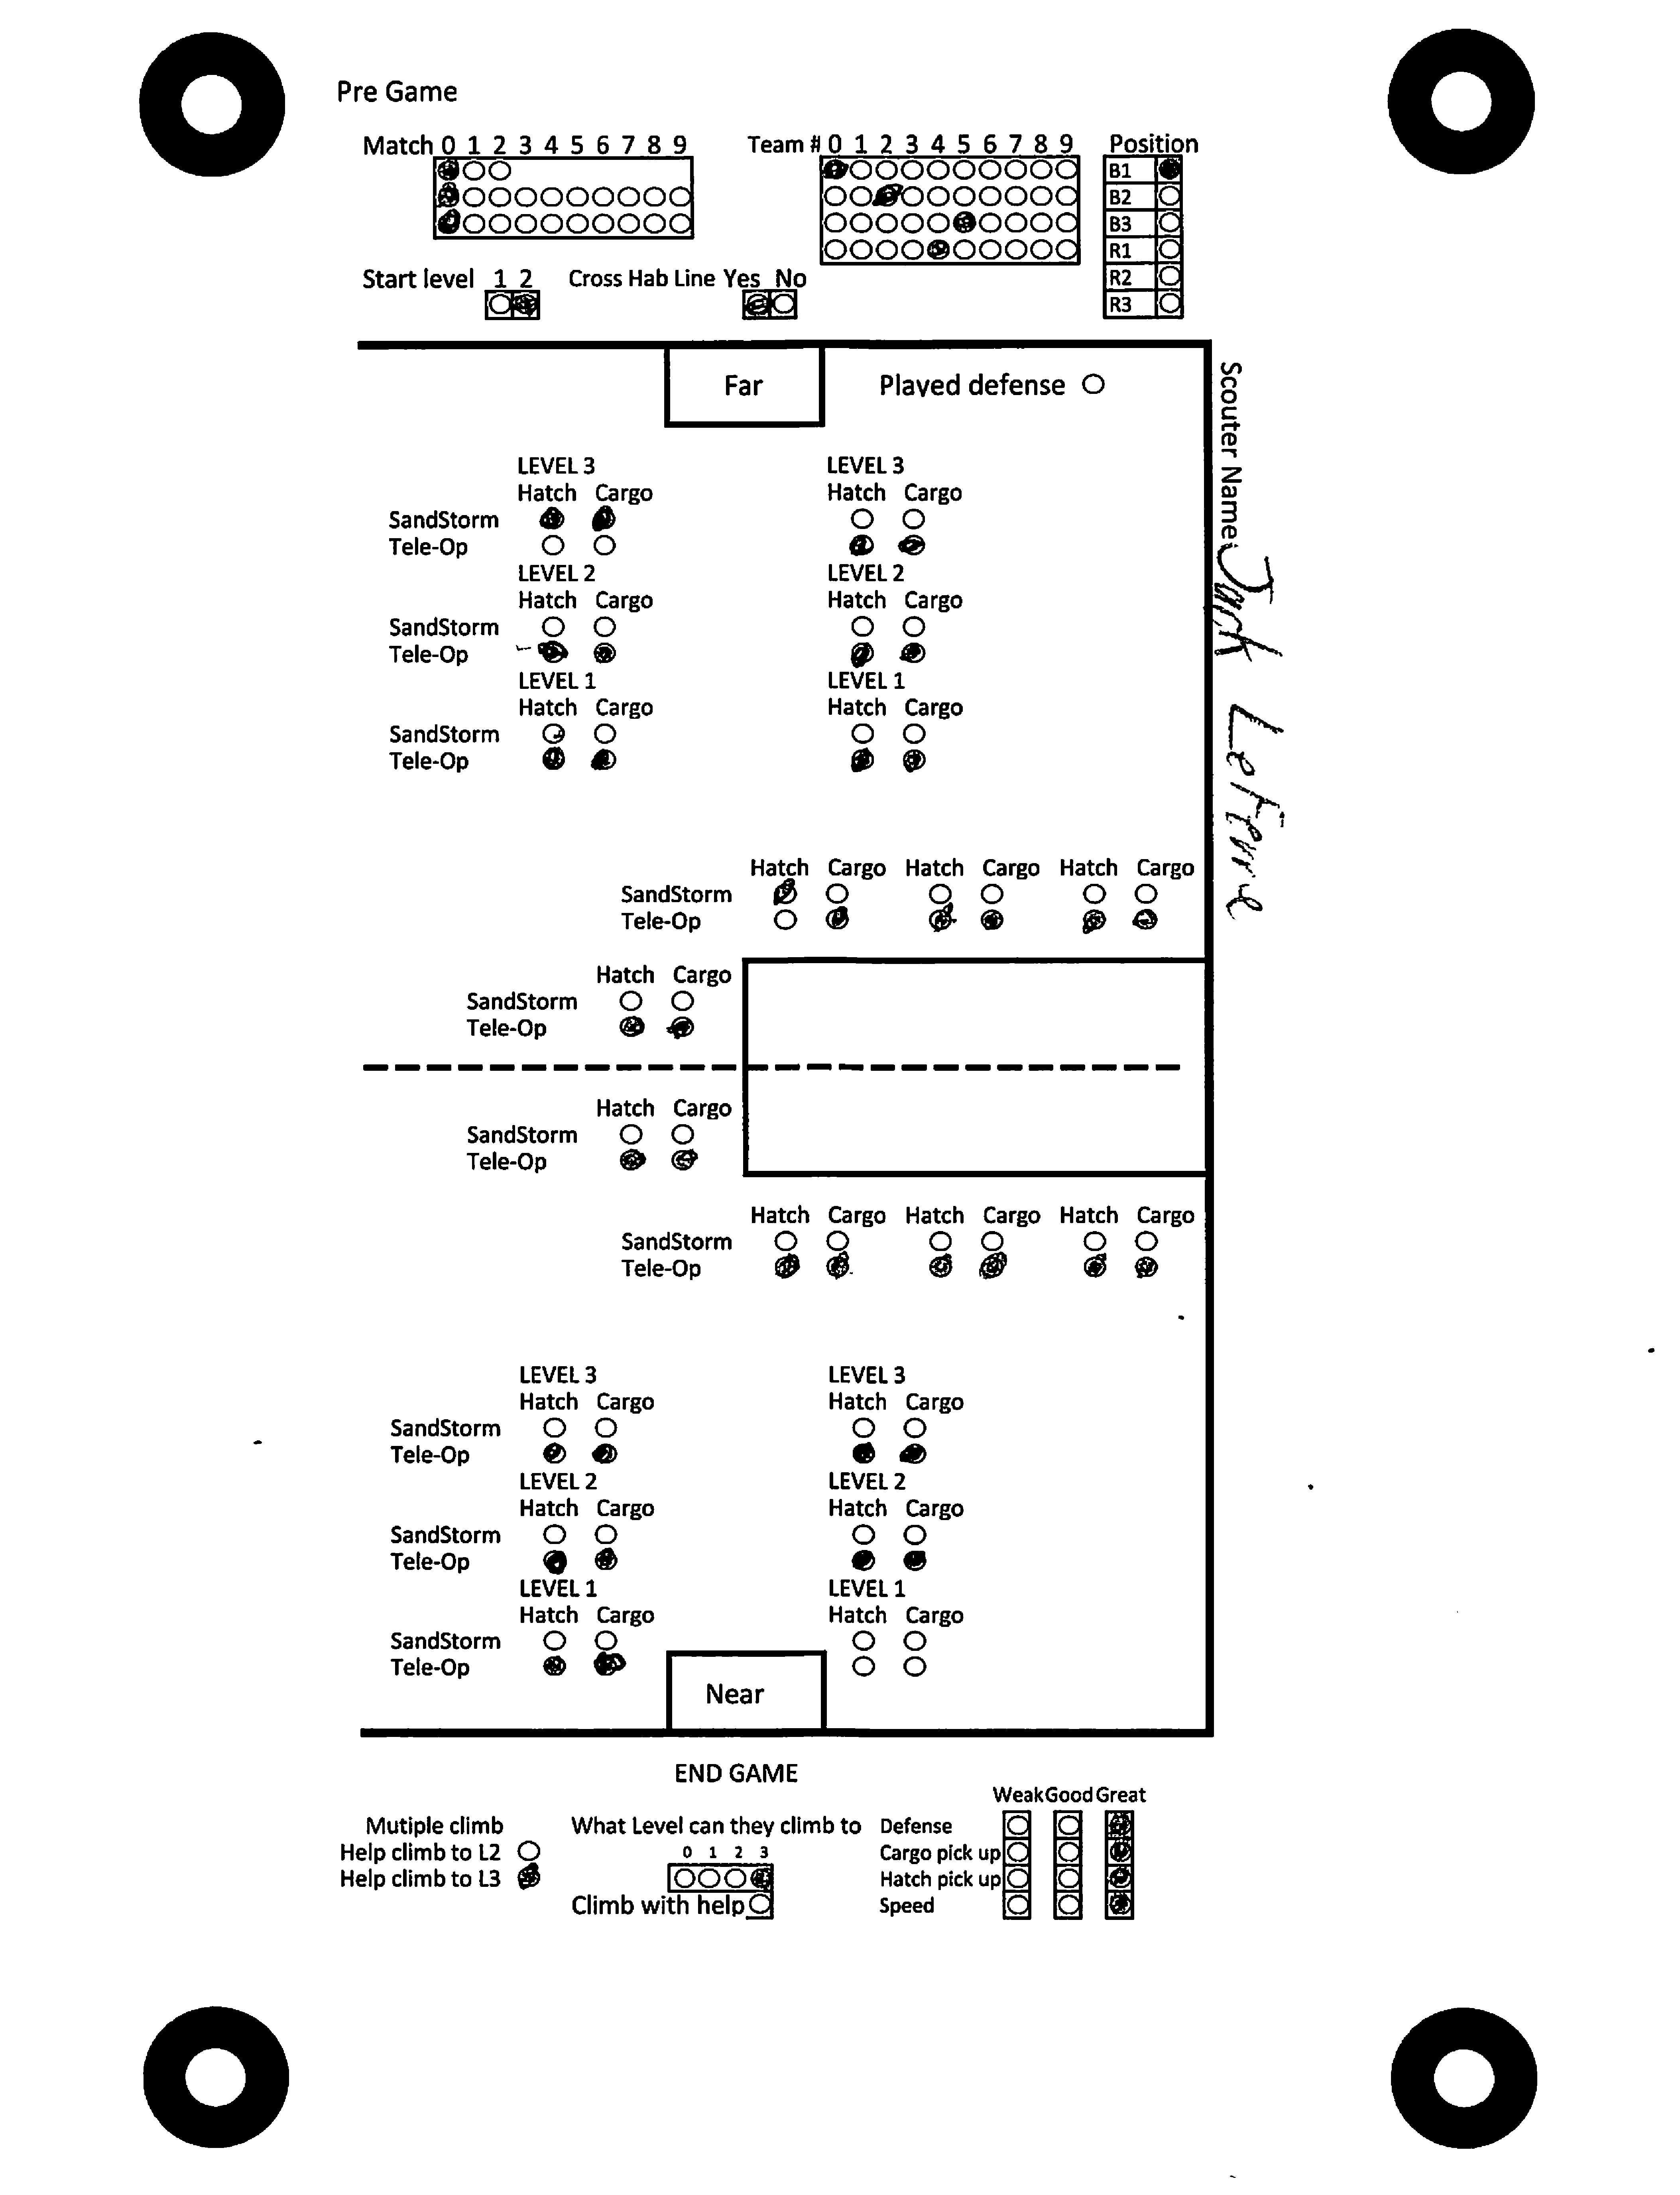 Pre Game
Match 0 1 2 3 4 5 6 7 8 9
Team # 0 1 2 3 4 5 6 7 8 9
Position
B1
B2
B3
R1
R2
R3
Start level 1 2
Cross Hab Line Yes No
Far
Played defense
Scouter Name: Jack
LEVEL 3 LEVEL 3
Hatch Cargo Hatch Cargo
SandStorm
Tele-Op
LEVEL 2 LEVEL 2
Hatch Cargo Hatch Cargo
SandStorm
Tele-Op
LEVEL 1 LEVEL 1
Hatch Cargo Hatch Cargo
SandStorm
Tele-Op
Hatch Cargo Hatch Cargo Hatch Cargo
SandStorm
Tele-Op
Hatch Cargo
SandStorm
Tele-Op
Hatch Cargo
SandStorm
Tele-Op
Hatch Cargo Hatch Cargo Hatch Cargo
SandStorm
Tele-Op
LEVEL 3 LEVEL 3
Hatch Cargo Hatch Cargo
SandStorm
Tele-Op
LEVEL 2 LEVEL 2
Hatch Cargo Hatch Cargo
SandStorm
Tele-Op
LEVEL 1 LEVEL 1
Hatch Cargo Hatch Cargo
SandStorm
Tele-Op
Near
END GAME
Mutiple climb
Help climb to L2
Help climb to L3
What Level can they climb to
0 1 2 3
Climb with help
Weak Good Great
Defense
Cargo pick up
Hatch pick up
Speed